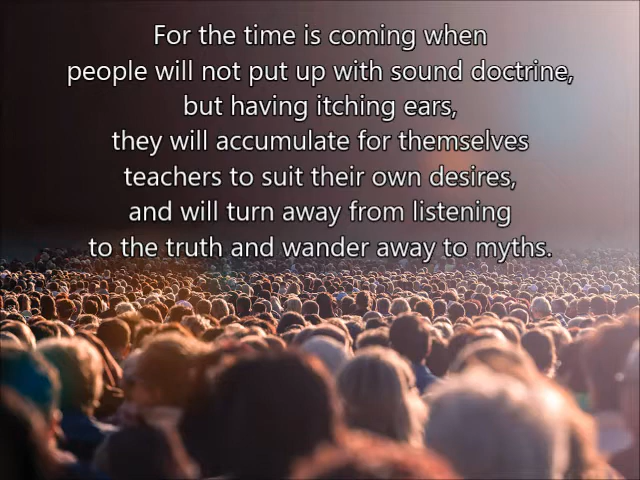 For the time is coming when
people will not put up with sound doctrine,
but having itching ears,
they will accumulate for themselves
teachers to suit their own desires,
and will turn away from listening
to the truth and wander away to myths.